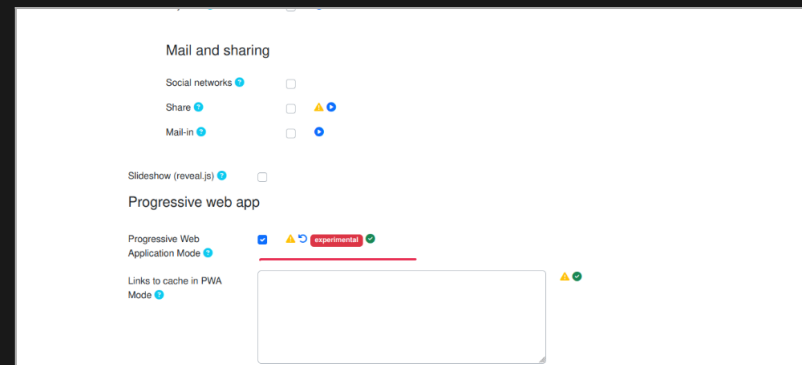 Mail and sharing
Social networks
Share
Mail-in
Slideshow (reveal.js)
Progressive web app
Progressive Web
Application Mode
experimental
Links to cache in PWA
Mode